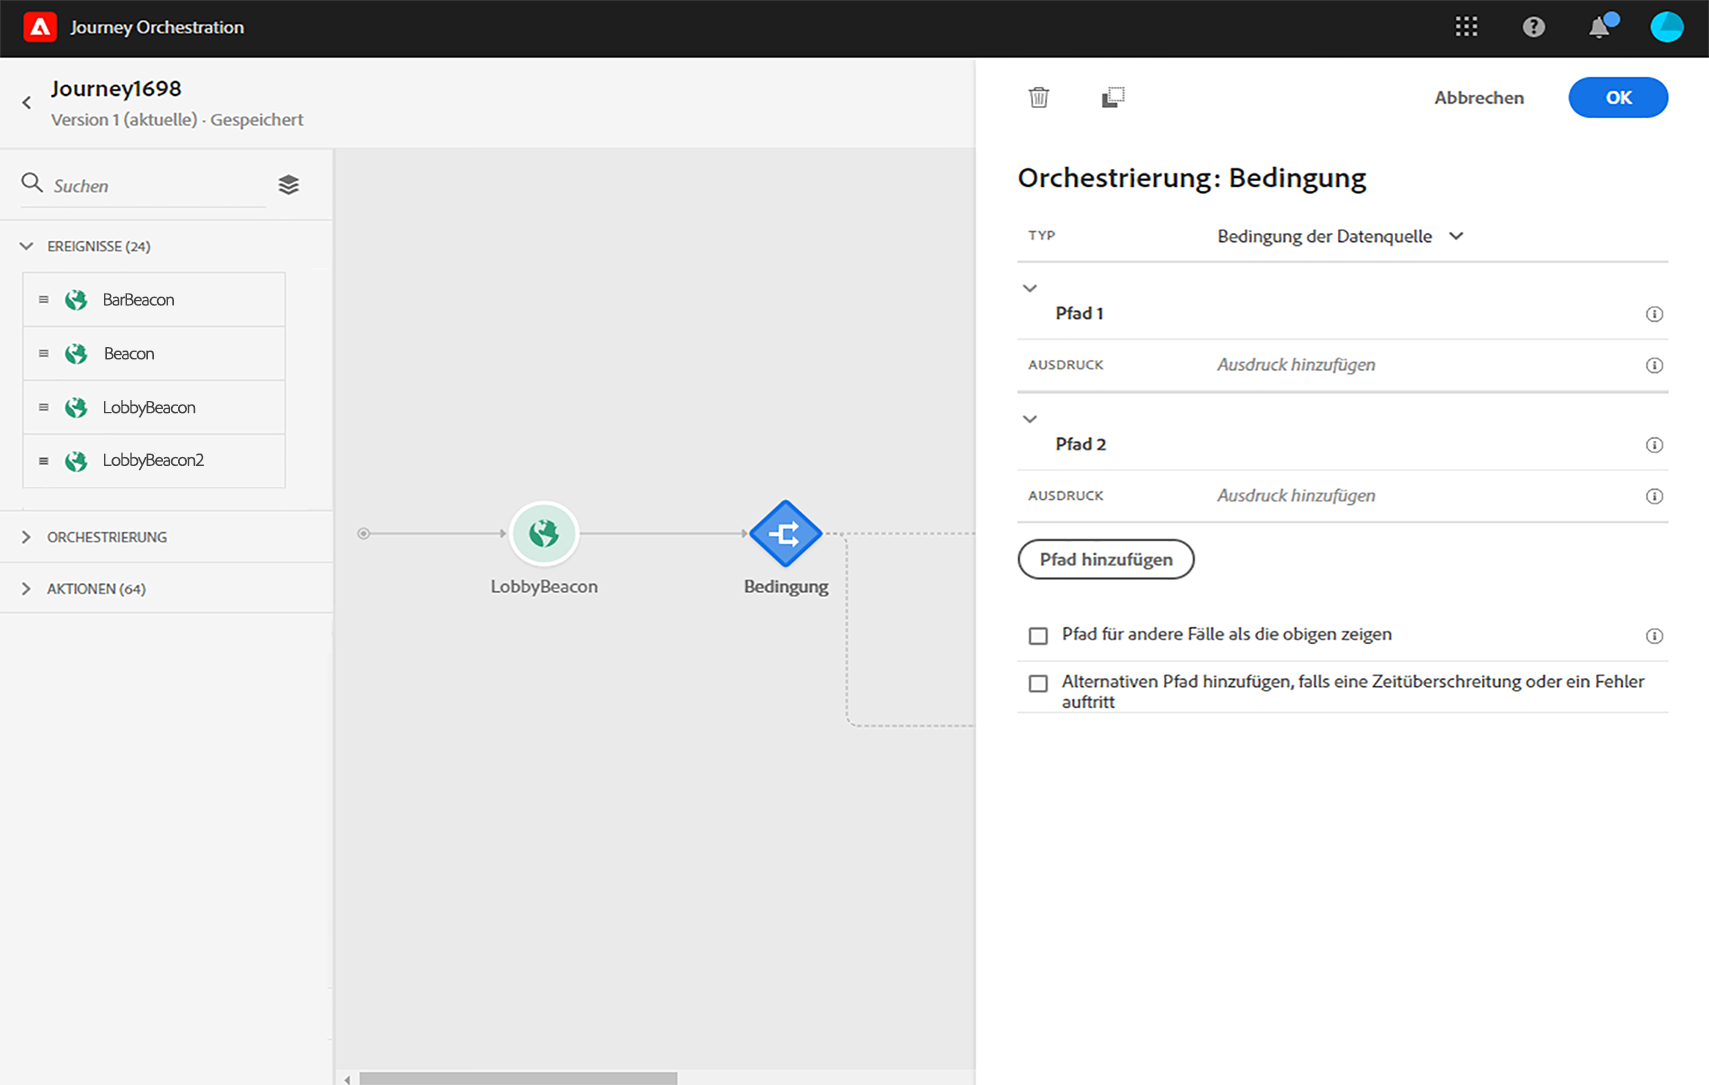 Journey Orchestration
Journey1698
Version 1 (aktuelle) · Gespeichert
Abbrechen
OK
Suchen
EREIGNISSE (24)
BarBeacon
Beacon
LobbyBeacon
LobbyBeacon2
ORCHESTRIERUNG
AKTIONEN (64)
LobbyBeacon
Bedingung
Orchestrierung: Bedingung
TYP
Bedingung der Datenquelle
Pfad 1
AUSDRUCK
Ausdruck hinzufügen
Pfad 2
AUSDRUCK
Ausdruck hinzufügen
Pfad hinzufügen
Pfad für andere Fälle als die obigen zeigen
Alternativen Pfad hinzufügen, falls eine Zeitüberschreitung oder ein Fehler
auftritt